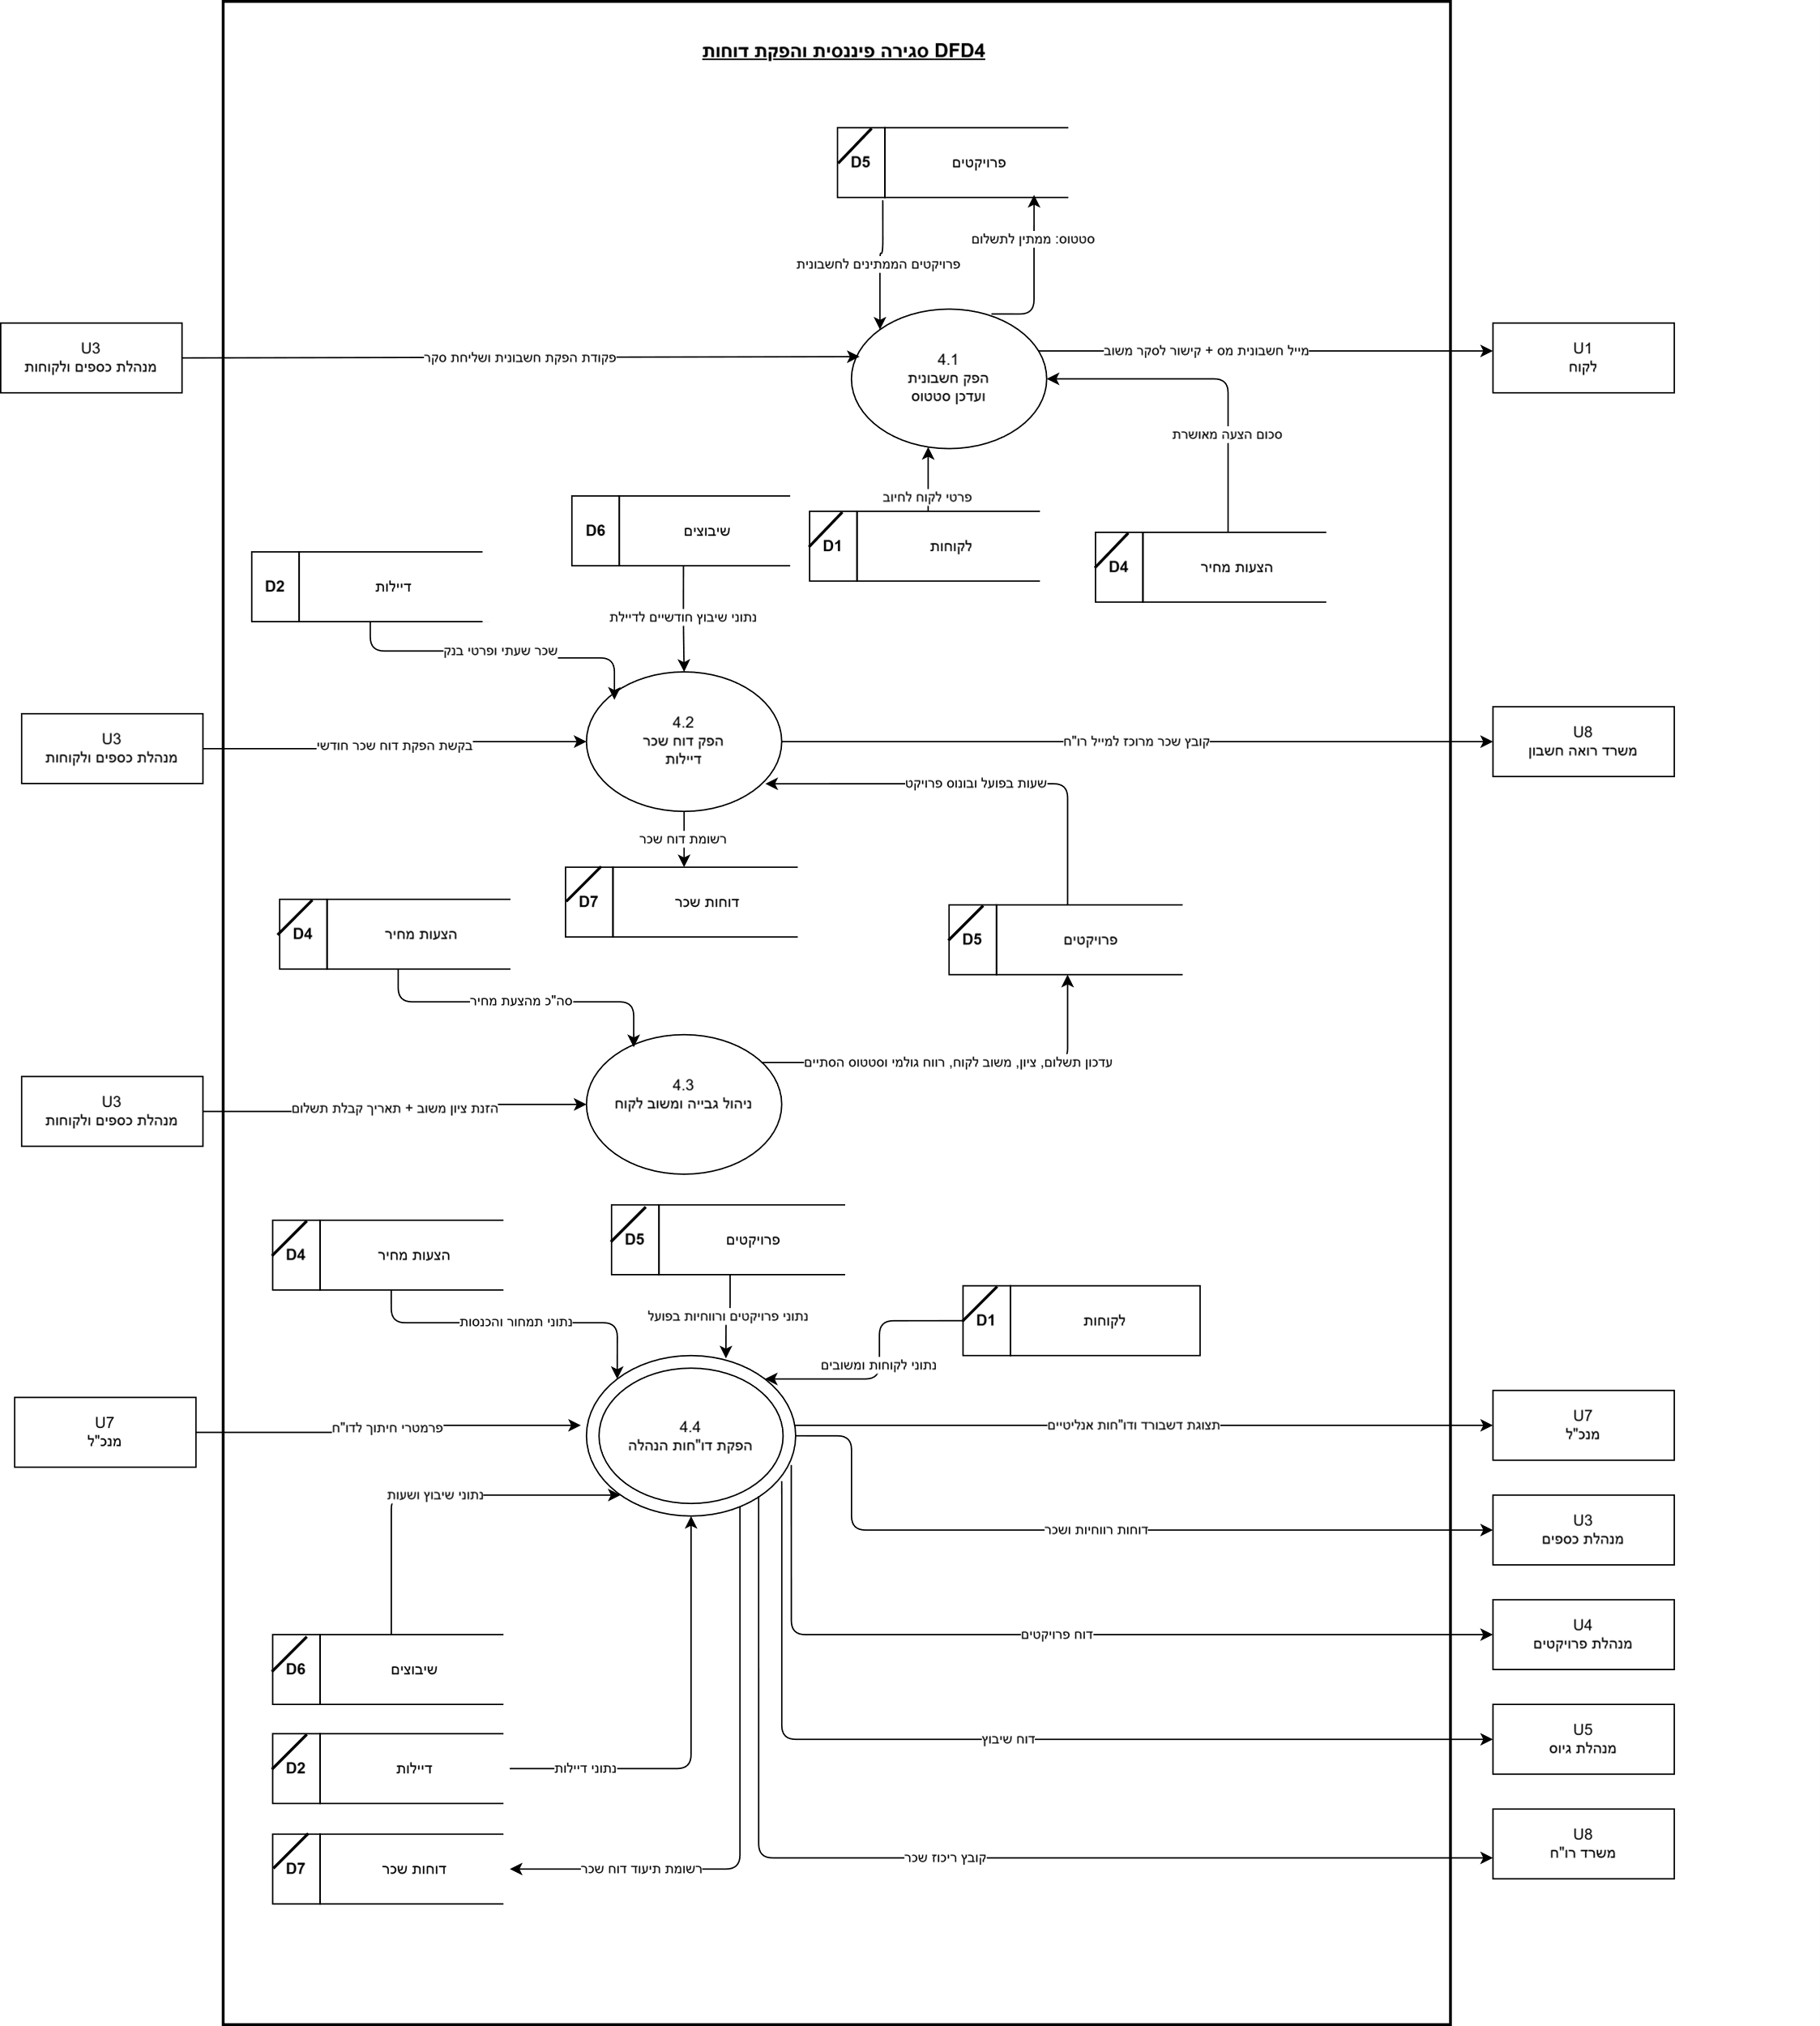 DFD4 סגירה פיננסית והפקת דוחות
D5
פרויקטים
סטטוס: ממתין לתשלום
פרויקטים הממתינים לחשבונית
U3
מנהלת כספים ולקוחות
פקודת הפקת חשבונית ושליחת סקר
4.1
הפק חשבונית
ועדכן סטטוס
מייל חשבונית מס + קישור לסקר משוב
U1
לקוח
סכום הצעה מאושרת
פרטי לקוח לחיוב
D6
שיבוצים
D1
לקוחות
D4
הצעות מחיר
D2
דיילות
נתוני שיבוץ חודשיים לדיילת
שכר שעתי ופרטי בנק
U3
מנהלת כספים ולקוחות
בקשת הפקת דוח שכר חודשי
4.2
הפק דוח שכר
דיילות
קובץ שכר מרוכז למייל רו"ח
U8
משרד רואה חשבון
שעות בפועל ובונוס פרויקט
רשומת דוח שכר
D7
דוחות שכר
D4
הצעות מחיר
D5
פרויקטים
סה"כ מהצעת מחיר
עדכון תשלום, ציון, משוב לקוח, רווח גולמי וסטטוס הסתיים
U3
מנהלת כספים ולקוחות
הזנת ציון משוב + תאריך קבלת תשלום
4.3
ניהול גבייה ומשוב לקוח
D4
הצעות מחיר
D5
פרויקטים
D1
לקוחות
נתוני תמחור והכנסות
נתוני פרויקטים ורווחיות בפועל
נתוני לקוחות ומשובים
U7
מנכ"ל
פרמטרי חיתוך לדו"ח
4.4
הפקת דו"חות הנהלה
תצוגת דשבורד ודו"חות אנליטיים
U7
מנכ"ל
נתוני שיבוץ ושעות
דוחות רווחיות ושכר
U3
מנהלת כספים
דוח פרויקטים
U4
מנהלת פרויקטים
D6
שיבוצים
דוח שיבוץ
U5
מנהלת גיוס
D2
דיילות
נתוני דיילות
D7
דוחות שכר
רשומת תיעוד דוח שכר
קובץ ריכוז שכר
U8
משרד רו"ח